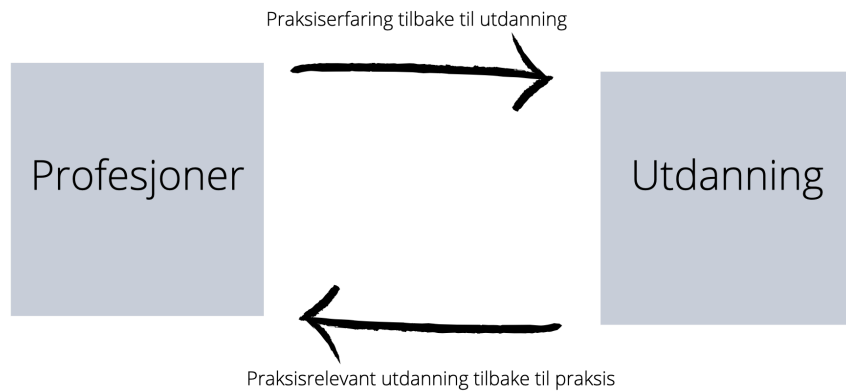 Praksiserfaring tilbake til utdanning
Profesjoner
Utdanning
Praksisrelevant utdanning tilbake til praksis